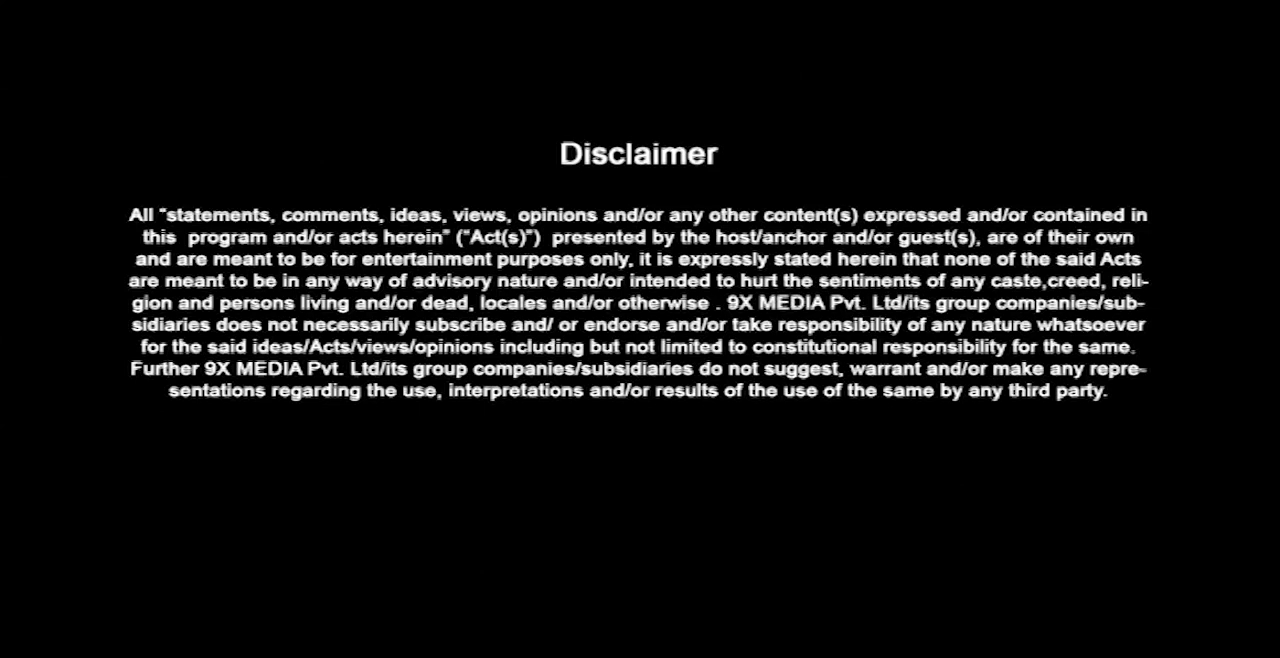 Disclaimer
All "statements, comments, ideas, views, opinions and/or any other content(s) expressed and/or contained in
this program and/or acts herein" ("Act(s)") presented by the host/anchor and/or guest(s), are of their own
and are meant to be for entertainment purposes only, it is expressly stated herein that none of the said Acts
are meant to be in any way of advisory nature and/or intended to hurt the sentiments of any caste,creed, reli-
gion and persons living and/or dead, locales and/or otherwise . 9X MEDIA Pvt. Ltd/its group companies/sub-
sidiaries does not necessarily subscribe and/ or endorse and/or take responsibility of any nature whatsoever
for the said ideas/Acts/views/opinions including but not limited to constitutional responsibility for the same.
Further 9X MEDIA Pvt. Ltd/its group companies/subsidiaries do not suggest, warrant and/or make any repre-
sentations regarding the use, interpretations and/or results of the use of the same by any third party.